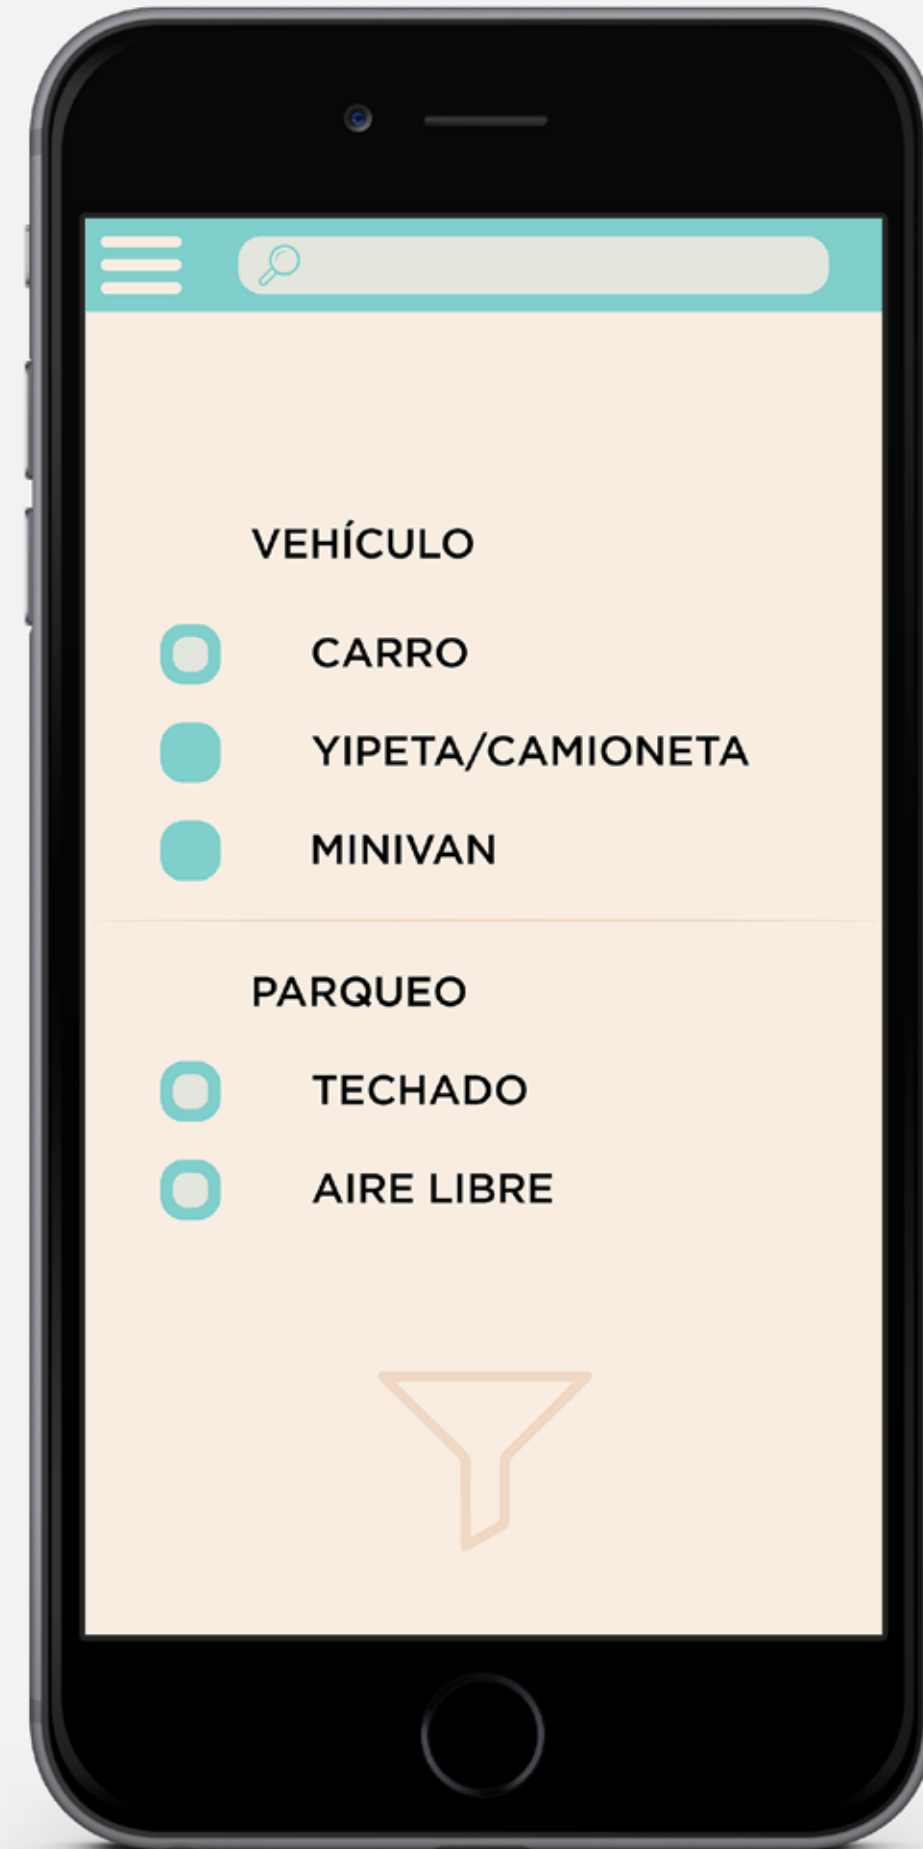 VEHÍCULO
CARRO
YIPETA/CAMIONETA
MINIVAN
PARQUEO
TECHADO
AIRE LIBRE